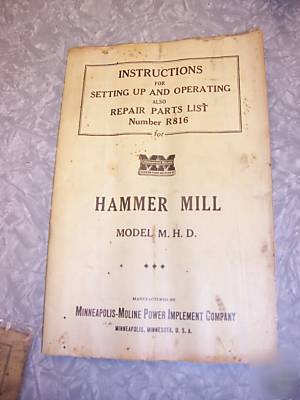 INSTRUCTIONS
FOR
SETTING UP AND OPERATING
ALSO
REPAIR PARTS LIST
Number R816
for
MM
HAMMER MILL
MODEL M. H. D.
MANUFACTURED BY
MINNEAPOLIS-MOLINE POWER IMPLEMENT COMPANY
MINNEAPOLIS, MINNESOTA, U. S. A.